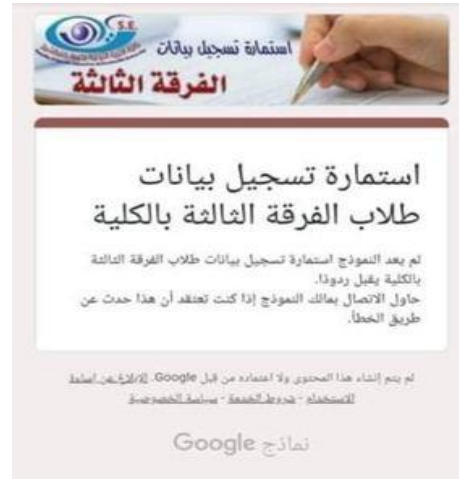 S.E.
استمارة تسجيل بيانات
الفرقة الثالثة
استمارة تسجيل بيانات
طلاب الفرقة الثالثة بالكلية
لم يعد النموذج استمارة تسجيل بيانات طلاب الفرقة الثالثة
بالكلية يقبل ردودًا.
حاول الاتصال بمالك النموذج إذا كنت تعتقد أن هذا حدث عن
طريق الخطأ.
لم يتم إنشاء هذا المحتوى ولا اعتماده من قبل Google. الإبلاغ عن إساءة
الاستخدام - شروط الخدمة - سياسة الخصوصية
نماذج Google